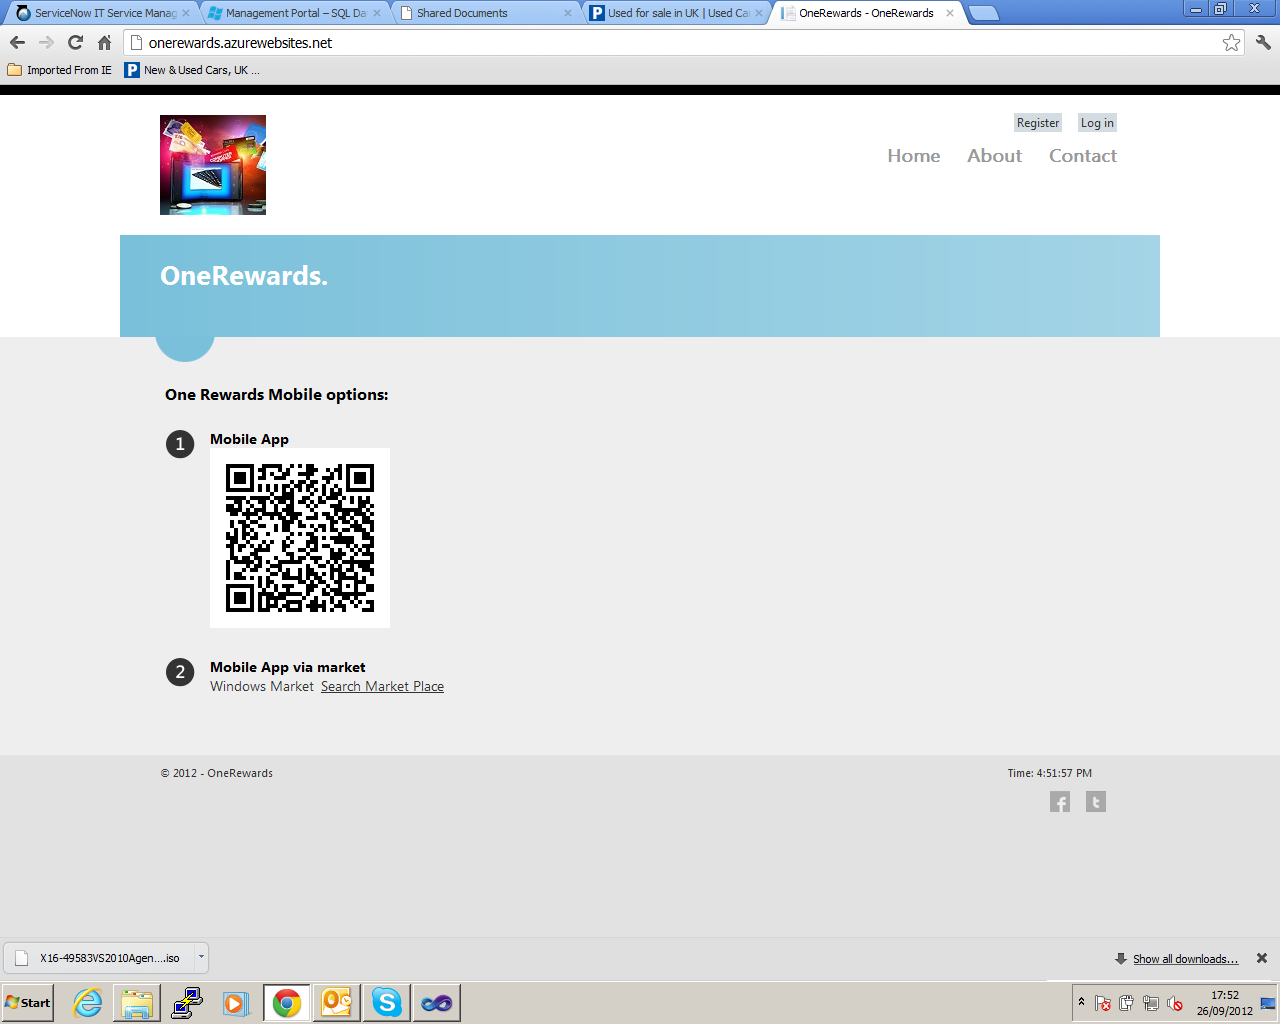 ServiceNow IT Service Manag
Management Portal – SQL Da
Shared Documents
Used for sale in UK | Used Ca
OneRewards - OneRewards
onerewards.azurewebsites.net
Imported From IE
New & Used Cars, UK ...
Register
Log in
Home
About
Contact
OneRewards.
One Rewards Mobile options:
1
Mobile App
2
Mobile App via market
Windows Market Search Market Place
© 2012 - OneRewards
Time: 4:51:57 PM
X16-49583VS2010Agen....iso
Show all downloads...
Start
17:52
26/09/2012